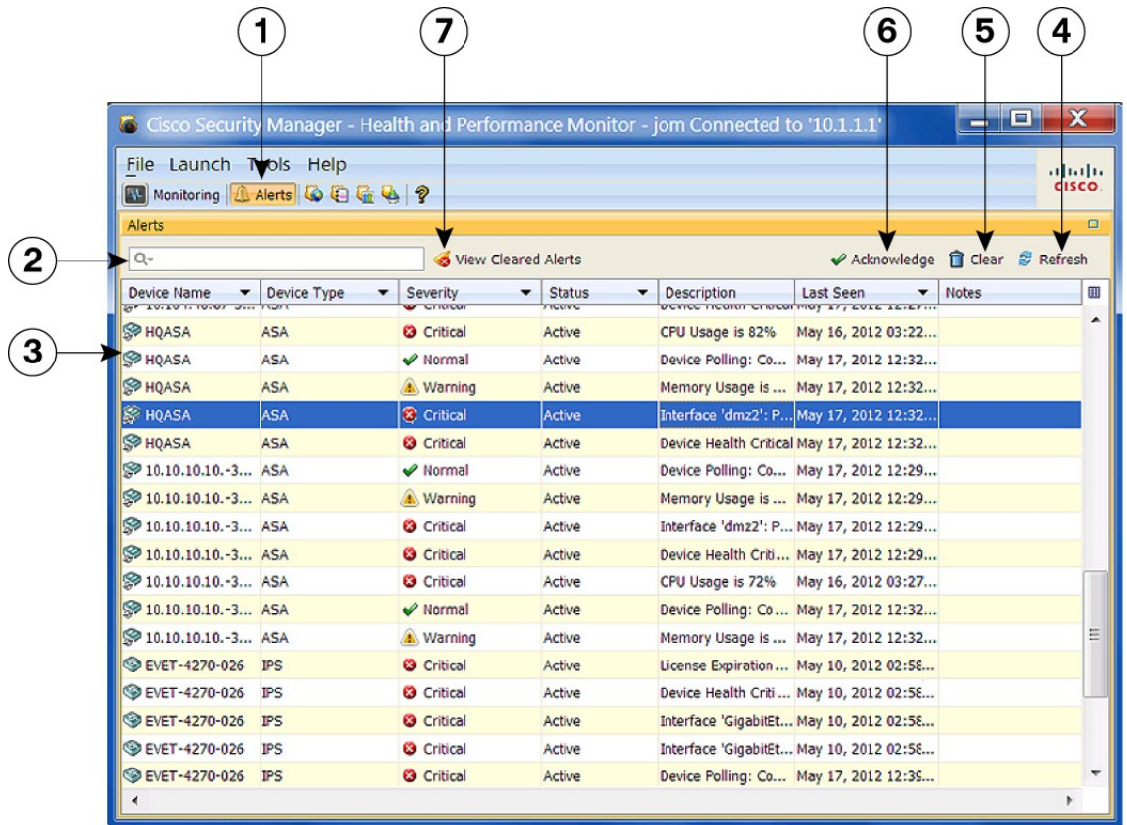 1 7 6 5 4
Cisco Security Manager - Health and Performance Monitor - jom Connected to '10.1.1.1'
File Launch Tools Help
CISCO
Monitoring Alerts
Alerts
2 View Cleared Alerts Acknowledge Clear Refresh
Device Name Device Type Severity Status Description Last Seen Notes
3
HQASA ASA Critical Active CPU Usage is 82% May 16, 2012 03:22...
HQASA ASA Normal Active Device Polling: Co... May 17, 2012 12:32...
HQASA ASA Warning Active Memory Usage is ... May 17, 2012 12:32...
HQASA ASA Critical Active Interface 'dmz2': P... May 17, 2012 12:32...
HQASA ASA Critical Active Device Health Critical May 17, 2012 12:32...
10.10.10.10.-3... ASA Normal Active Device Polling: Co... May 17, 2012 12:29...
10.10.10.10.-3... ASA Warning Active Memory Usage is ... May 17, 2012 12:29...
10.10.10.10.-3... ASA Critical Active Interface 'dmz2': P... May 17, 2012 12:29...
10.10.10.10.-3... ASA Critical Active Device Health Criti... May 17, 2012 12:29...
10.10.10.10.-3... ASA Critical Active CPU Usage is 72% May 16, 2012 03:27...
10.10.10.10.-3... ASA Normal Active Device Polling: Co... May 17, 2012 12:32...
10.10.10.10.-3... ASA Warning Active Memory Usage is ... May 17, 2012 12:32...
EVET-4270-026 IPS Critical Active License Expiration ... May 10, 2012 02:58...
EVET-4270-026 IPS Critical Active Device Health Criti... May 10, 2012 02:58...
EVET-4270-026 IPS Critical Active Interface 'GigabitEt... May 10, 2012 02:58...
EVET-4270-026 IPS Critical Active Interface 'GigabitEt... May 10, 2012 02:58...
EVET-4270-026 IPS Critical Active Device Polling: Co... May 17, 2012 12:39...